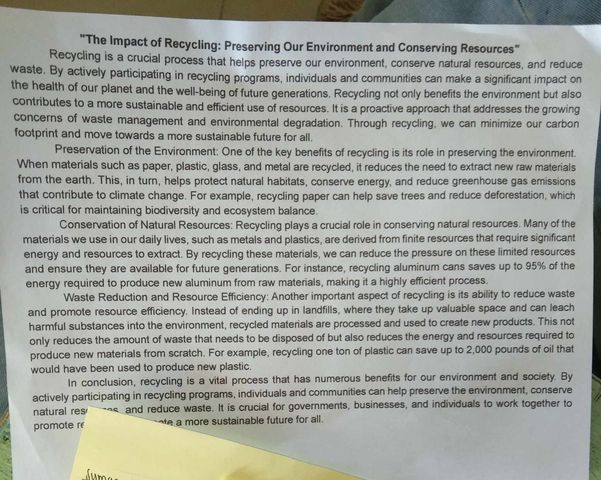 "The Impact of Recycling: Preserving Our Environment and Conserving Resources"
Recycling is a crucial process that helps preserve our environment, conserve natural resources, and reduce
waste. By actively participating in recycling programs, individuals and communities can make a significant impact on
the health of our planet and the well-being of future generations. Recycling not only benefits the environment but also
contributes to a more sustainable and efficient use of resources. It is a proactive approach that addresses the growing
concerns of waste management and environmental degradation. Through recycling, we can minimize our carbon
footprint and move towards a more sustainable future for all.
Preservation of the Environment: One of the key benefits of recycling is its role in preserving the environment.
When materials such as paper, plastic, glass, and metal are recycled, it reduces the need to extract new raw materials
from the earth. This, in turn, helps protect natural habitats, conserve energy, and reduce greenhouse gas emissions
that contribute to climate change. For example, recycling paper can help save trees and reduce deforestation, which
is critical for maintaining biodiversity and ecosystem balance.
Conservation of Natural Resources: Recycling plays a crucial role in conserving natural resources. Many of the
materials we use in our daily lives, such as metals and plastics, are derived from finite resources that require significant
energy and resources to extract. By recycling these materials, we can reduce the pressure on these limited resources
and ensure they are available for future generations. For instance, recycling aluminum cans saves up to 95% of the
energy required to produce new aluminum from raw materials, making it a highly efficient process.
Waste Reduction and Resource Efficiency: Another important aspect of recycling is its ability to reduce waste
and promote resource efficiency. Instead of ending up in landfills, where they take up valuable space and can leach
harmful substances into the environment, recycled materials are processed and used to create new products. This not
only reduces the amount of waste that needs to be disposed of but also reduces the energy and resources required to
produce new materials from scratch. For example, recycling one ton of plastic can save up to 2,000 pounds of oil that
would have been used to produce new plastic.
In conclusion, recycling is a vital process that has numerous benefits for our environment and society. By
actively participating in recycling programs, individuals and communities can help preserve the environment, conserve
natural and reduce waste. It is crucial for governments, businesses, and individuals to work together to
promote a more sustainable future for all.